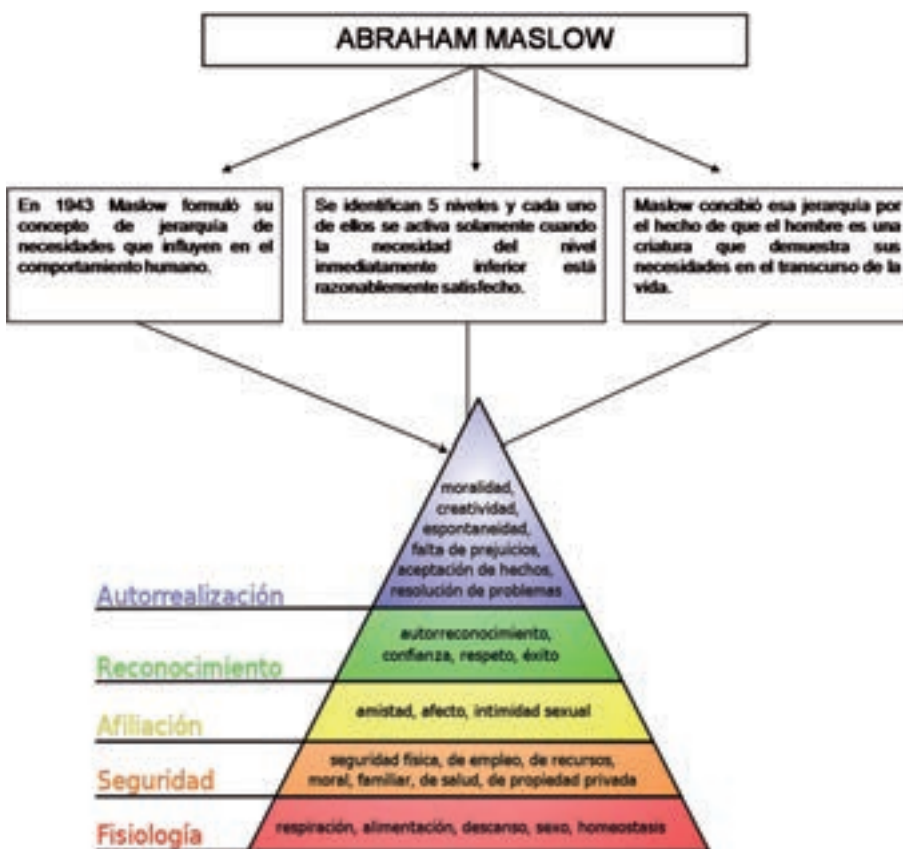 ABRAHAM MASLOW
En 1943 Maslow formuló su
concepto de jerarquía de
necesidades que influyen en el
comportamiento humano.
Se identifican 5 niveles y cada uno
de ellos se activa solamente cuando
la necesidad del nivel
inmediatamente inferior está
razonablemente satisfecho.
Maslow concibió esa jerarquía por
el hecho de que el hombre es una
criatura que demuestra sus
necesidades en el transcurso de la
vida.
moralidad,
creatividad,
espontaneidad,
falta de prejuicios,
aceptación de hechos,
resolución de problemas
Autorrealización
autorreconocimiento,
confianza, respeto, éxito
Reconocimiento
amistad, afecto, intimidad sexual
Afiliación
seguridad física, de empleo, de recursos,
moral, familiar, de salud, de propiedad privada
Seguridad
respiración, alimentación, descanso, sexo, homeostasis
Fisiología